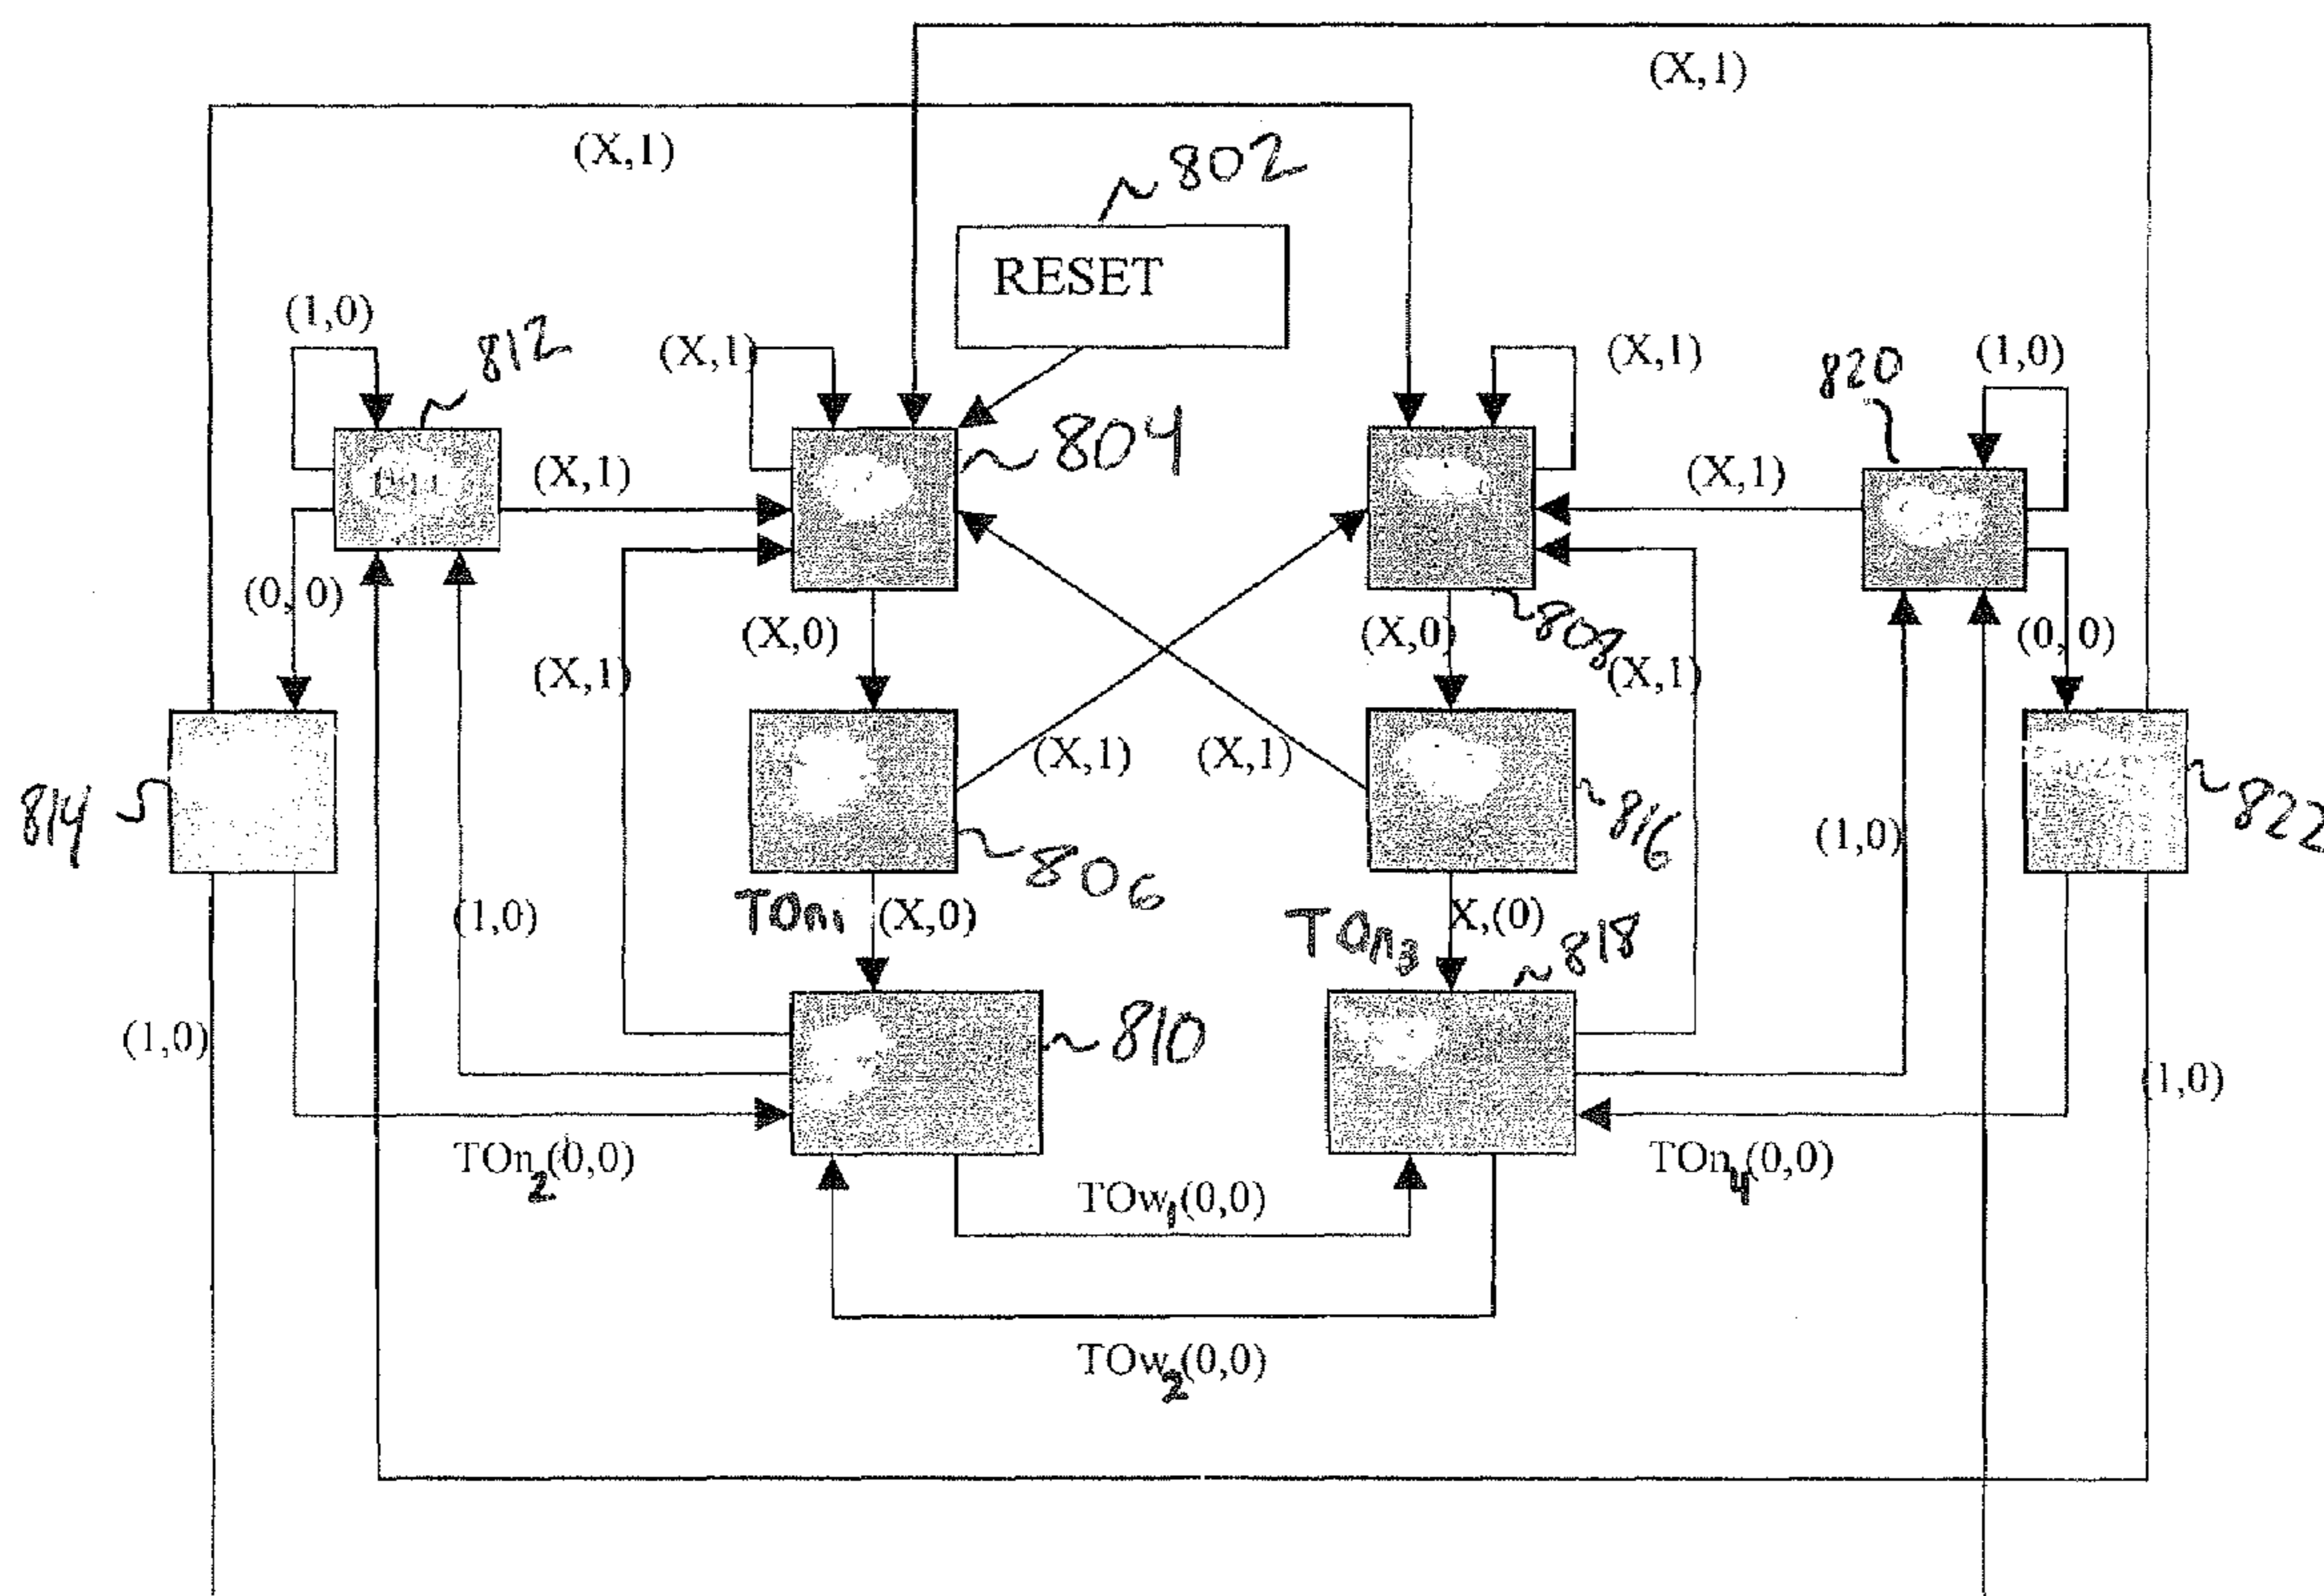 (X,1)
(X,1)
802
RESET
(1,0)
812
(X,1)
(X,1)
820
(1,0)
804
(X,1)
(X,1)
(0,0)
(X,0)
(X,0)
808
(0,0)
(X,1)
(X,1)
814
(X,1)
(X,1)
816
(1,0)
822
806
(1,0)
TOn1 (X,0)
TOn3
X,(0)
818
(1,0)
810
(1,0)
TOn2(0,0)
TOw1(0,0)
TOn4(0,0)
TOw2(0,0)